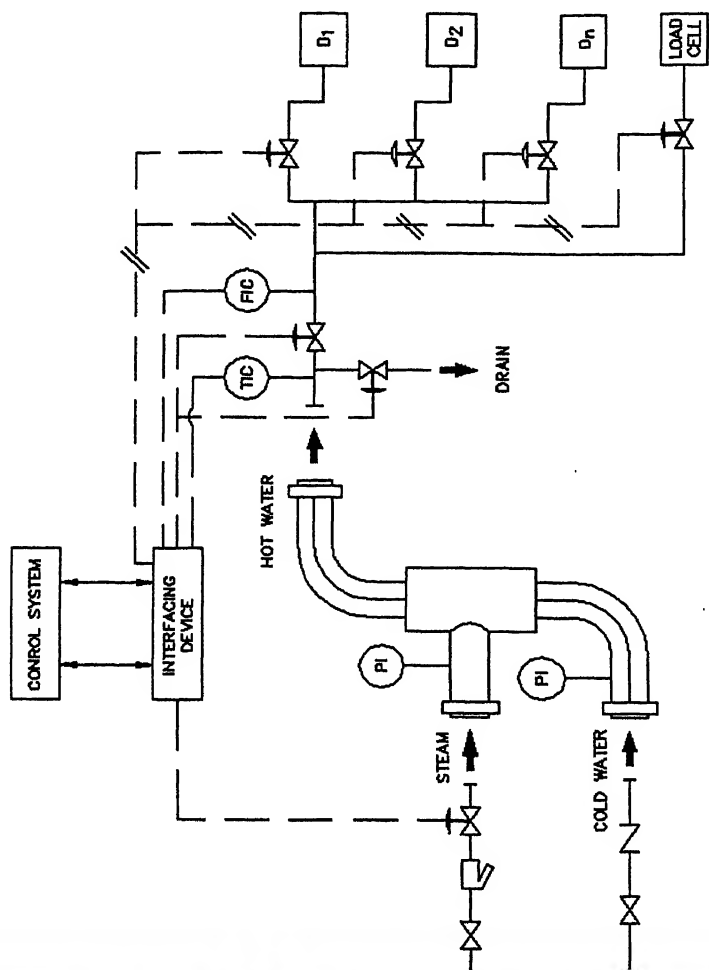 CONROL SYSTEM
INTERFACING
DEVICE
TIC
FIC
D1
D2
Dn
LOAD
CELL
HOT WATER
DRAIN
PI
PI
STEAM
COLD WATER